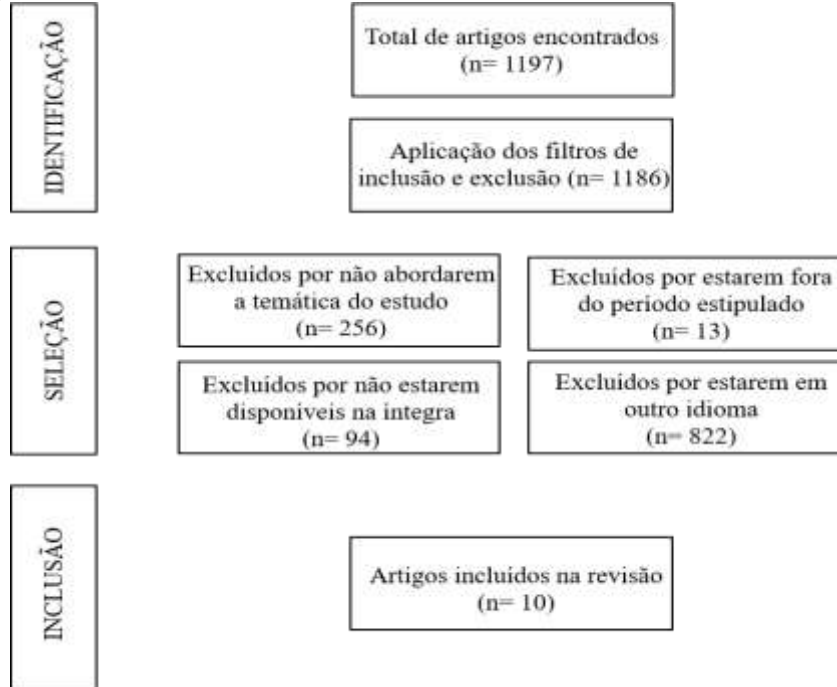 IDENTIFICAÇÃO
Total de artigos encontrados
(n= 1197)
Aplicação dos filtros de
inclusão e exclusão (n= 1186)
SELEÇÃO
Excluídos por não abordarem
a temática do estudo
(n= 256)
Excluídos por estarem fora
do periodo estipulado
(n= 13)
Excluídos por não estarem
disponíveis na integra
(n= 94)
Excluídos por estarem em
outro idioma
(n= 822)
INCLUSÃO
Artigos incluídos na revisão
(n= 10)